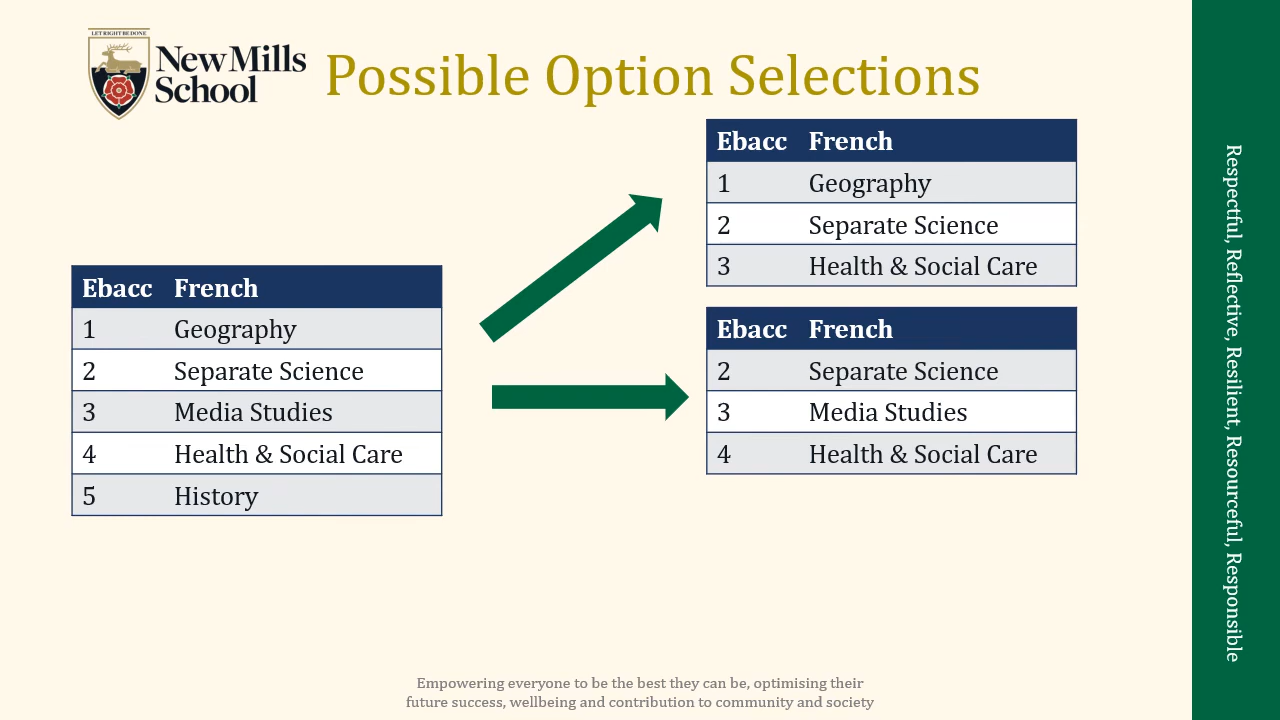 LET RIGHT BE DONE
New Mills
School
Possible Option Selections
Ebacc French
1 Geography
2 Separate Science
3 Media Studies
4 Health & Social Care
5 History
Ebacc French
1 Geography
2 Separate Science
3 Health & Social Care
Ebacc French
2 Separate Science
3 Media Studies
4 Health & Social Care
Respectful, Reflective, Resilient, Resourceful, Responsible
Empowering everyone to be the best they can be, optimising their
future success, wellbeing and contribution to community and society